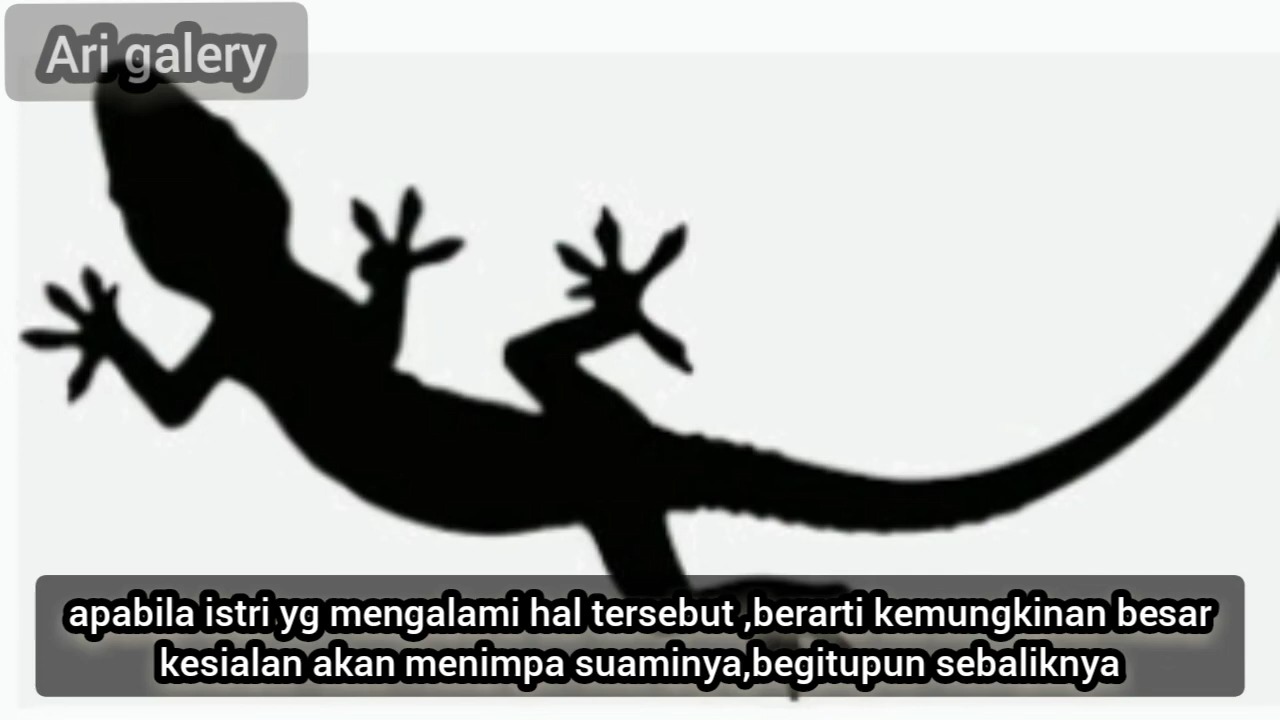 Ari galery
apabila istri yg mengalami hal tersebut ,berarti kemungkinan besar
kesialan akan menimpa suaminya,begitupun sebaliknya